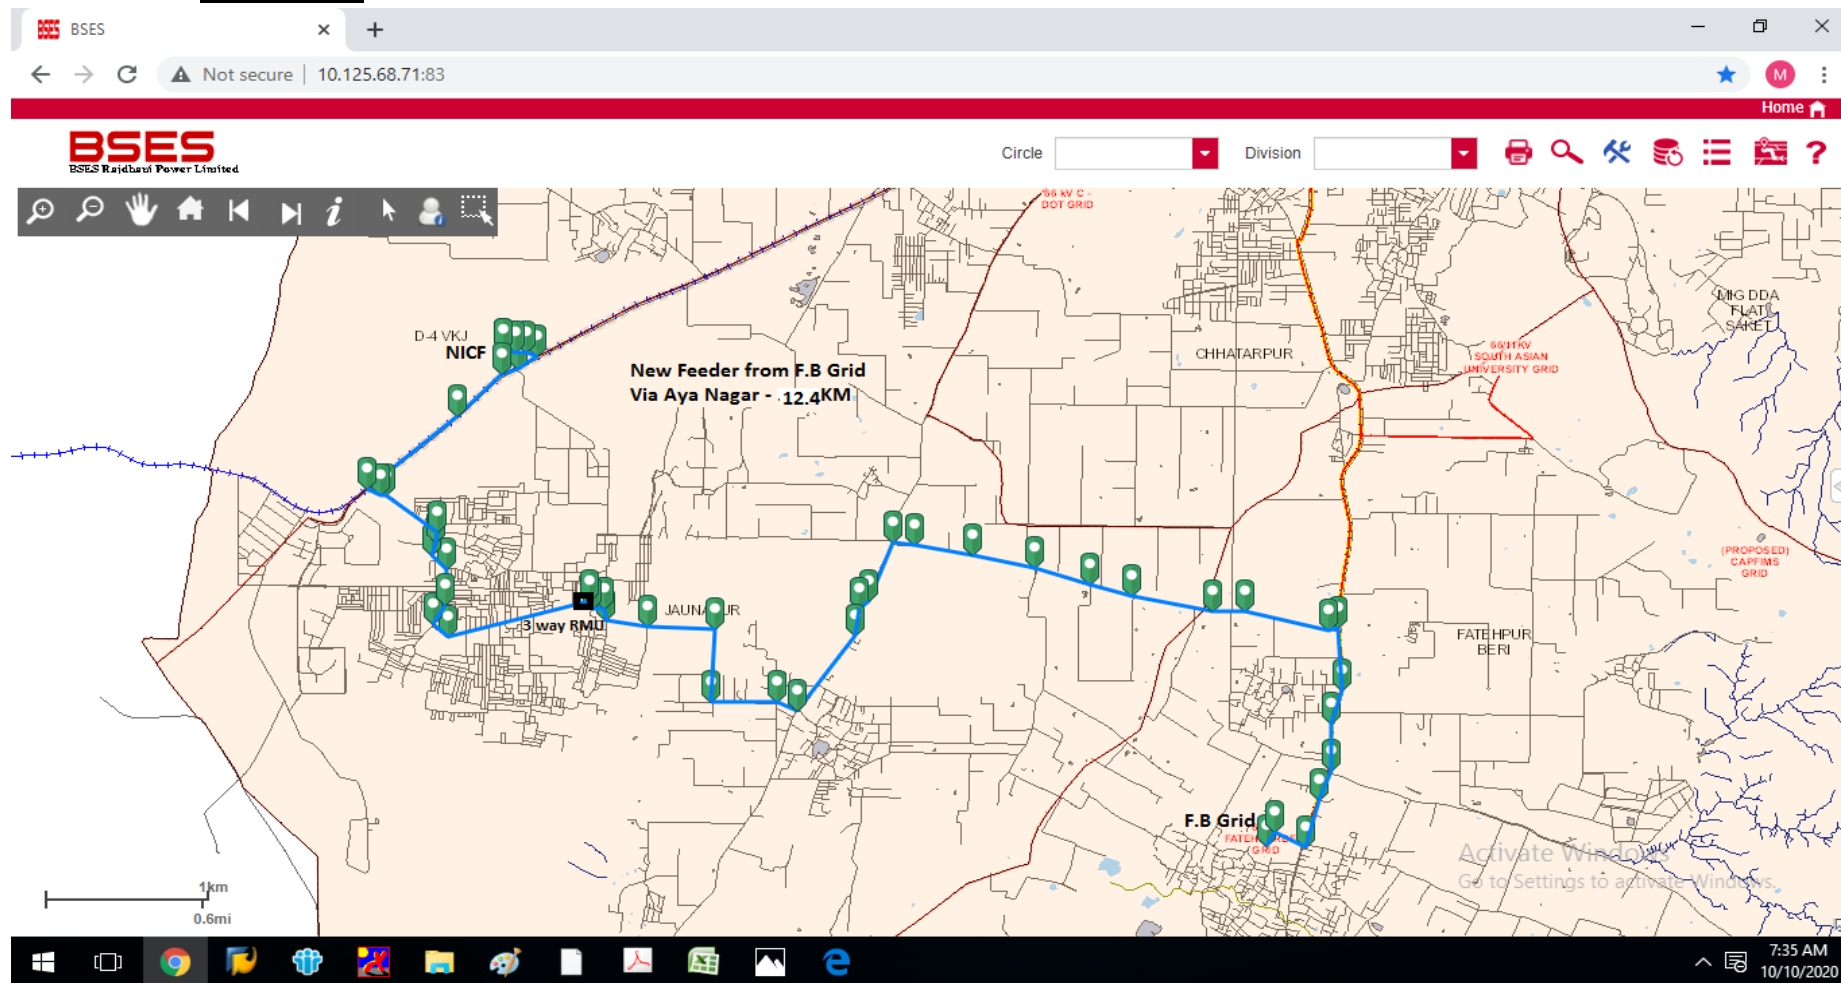 BSES
Not secure
10.125.68.71:83
M
Home
BSES
BSES Rajdhani Power Limited
Circle
Division
66 kV C -
DOT GRID
MIG DDA
FLAT
SAKET
D-4 VKJ
NICF
New Feeder from F.B Grid
Via Aya Nagar - 12.4KM
CHHATARPUR
66/11KV
SOUTH ASIAN
UNIVERSITY GRID
(PROPOSED)
CAPFIMS
GRID
3 way RMU
FATEHPUR
BERI
F.B Grid
GRID
Activate Windows
Go to Settings to activate Windows.
1km
0.6mi
7:35 AM
10/10/2020